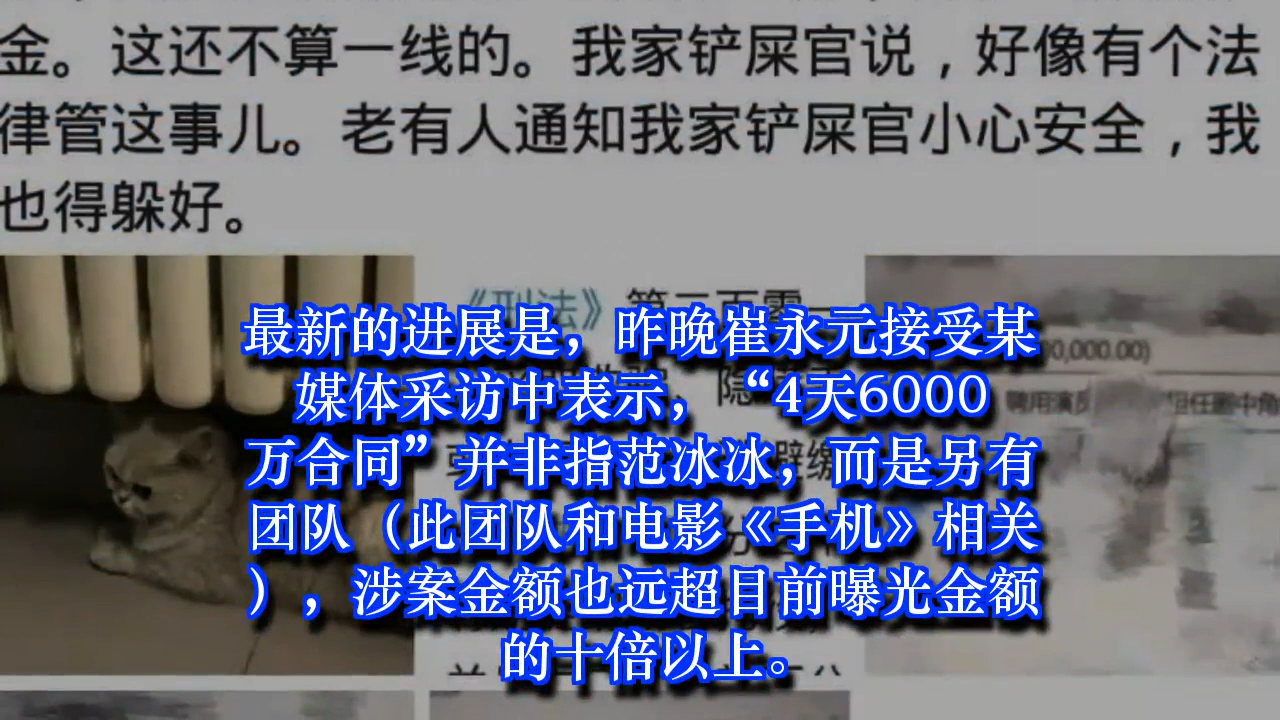 金。这还不算一线的。我家铲屎官说，好像有个法
律管这事儿。老有人通知我家铲屎官小心安全，我
也得躲好。
《刑法》
00,000.00)
最新的进展是，昨晚崔永元接受某
媒体采访中表示，“4天6000
万合同”并非指范冰冰，而是另有
团队（此团队和电影《手机》相关
），涉案金额也远超目前曝光金额
的十倍以上。